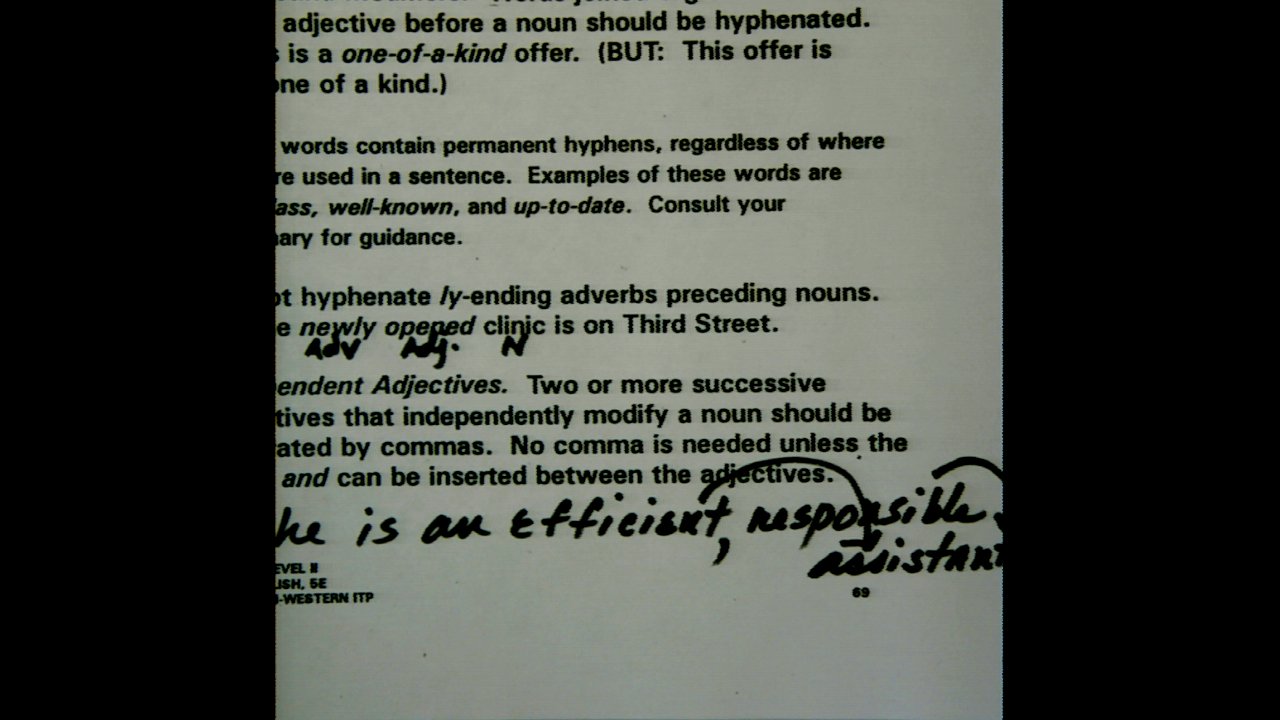 adjective before a noun should be hyphenated.
is a one-of-a-kind offer. (BUT: This offer is
one of a kind.)
words contain permanent hyphens, regardless of where
re used in a sentence. Examples of these words are
ass, well-known, and up-to-date. Consult your
ary for guidance.
ot hyphenate ly-ending adverbs preceding nouns.
e newly opened clinic is on Third Street.
Adv Adj. N
endent Adjectives. Two or more successive
tives that independently modify a noun should be
ated by commas. No comma is needed unless the
and can be inserted between the adjectives.
he is an Efficient, responsible
assistant
EVEL II
ISH, 5E
-WESTERN ITP
69